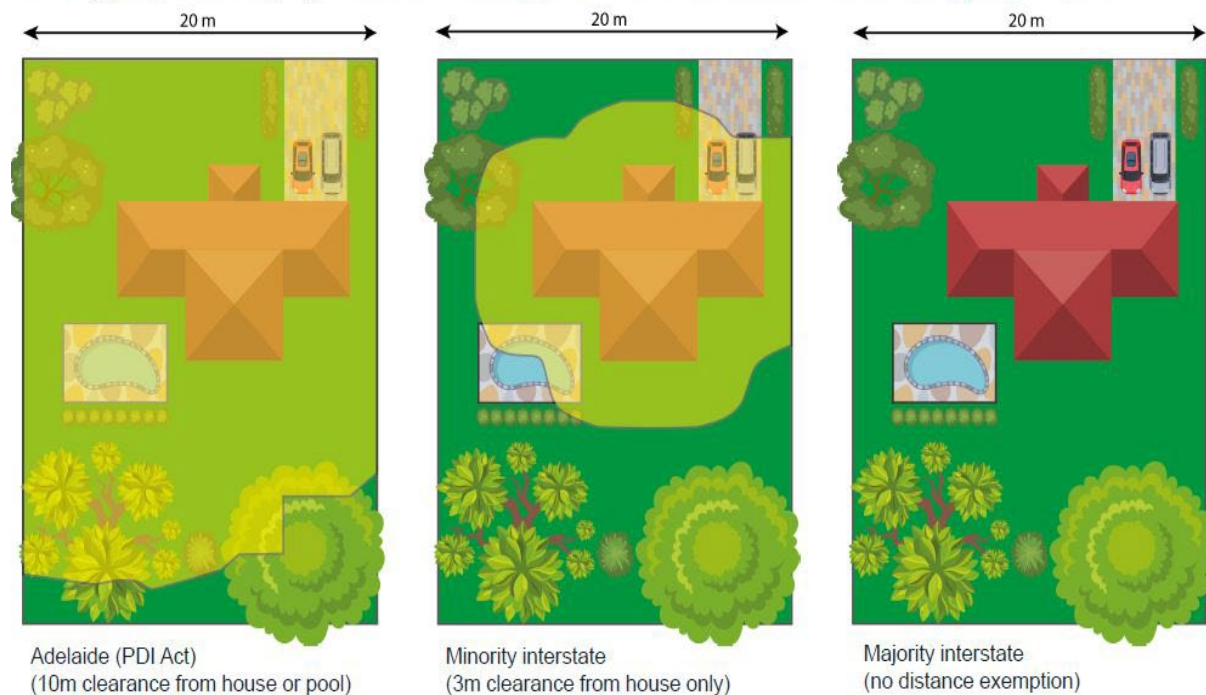 20 m
20 m
20 m
Adelaide (PDI Act)
(10m clearance from house or pool)
Minority interstate
(3m clearance from house only)
Majority interstate
(no distance exemption)